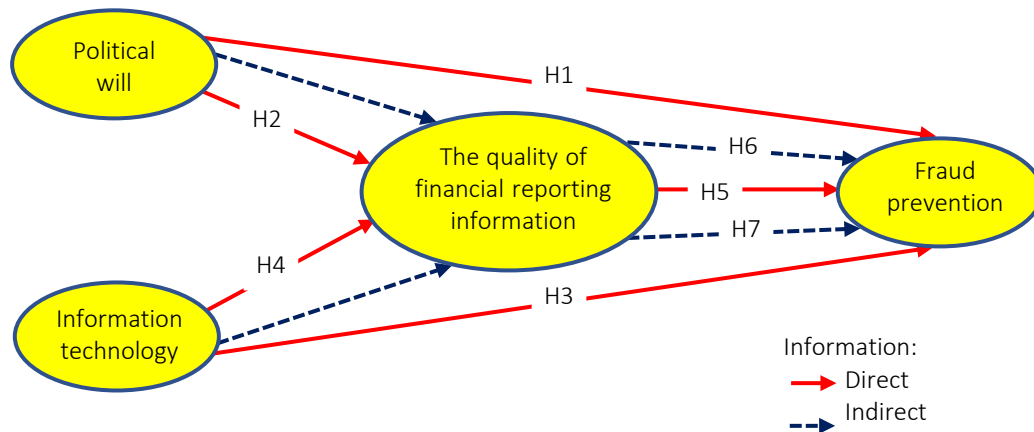 Political
will
H1
H2
The quality of
financial reporting
information
H6
H5
H7
Fraud
prevention
H4
H3
Information
technology
Information:
Direct
Indirect